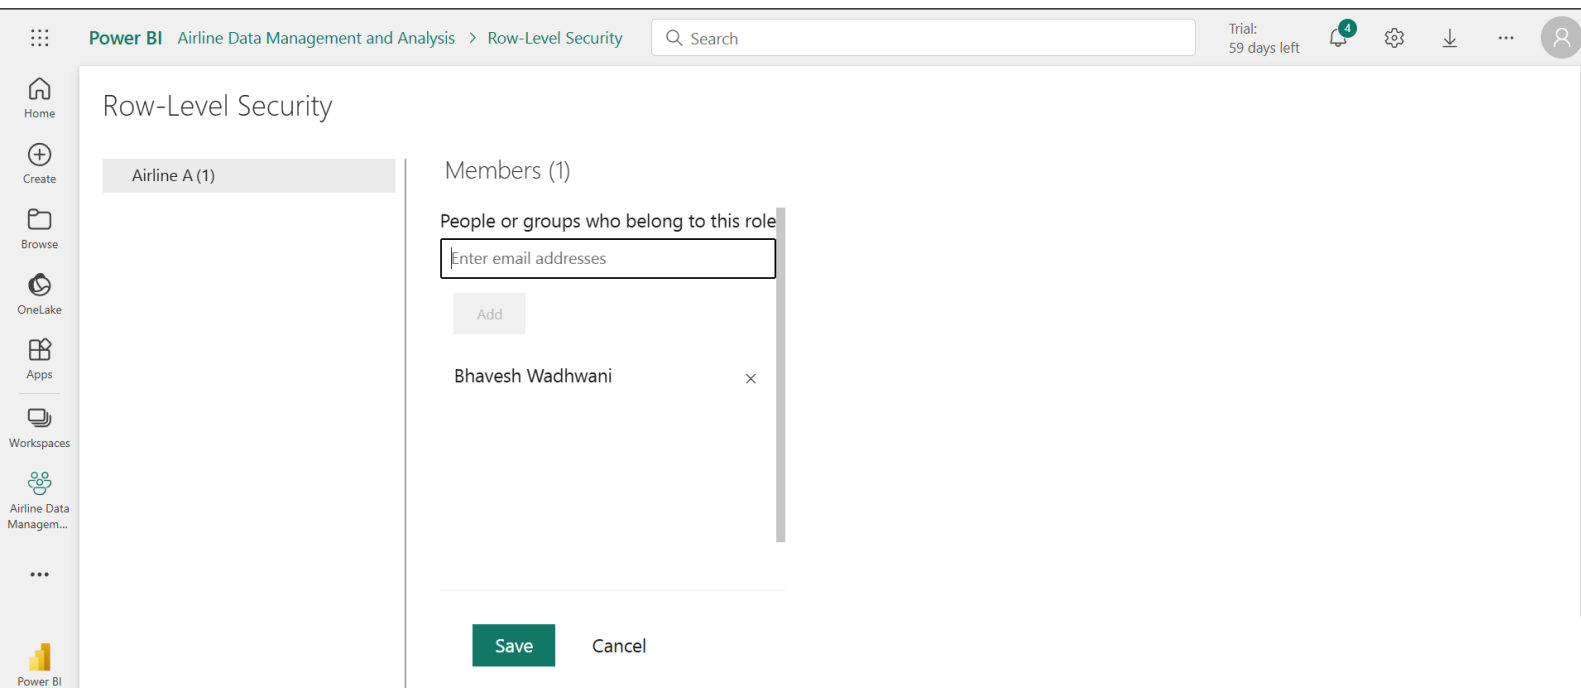 Power BI Airline Data Management and Analysis > Row-Level Security
Search
Trial:
59 days left
4
Home
Create
Browse
OneLake
Apps
Workspaces
Airline Data
Managem...
Power BI
Row-Level Security
Airline A (1)
Members (1)
People or groups who belong to this role
Enter email addresses
Add
Bhavesh Wadhwani
Save Cancel